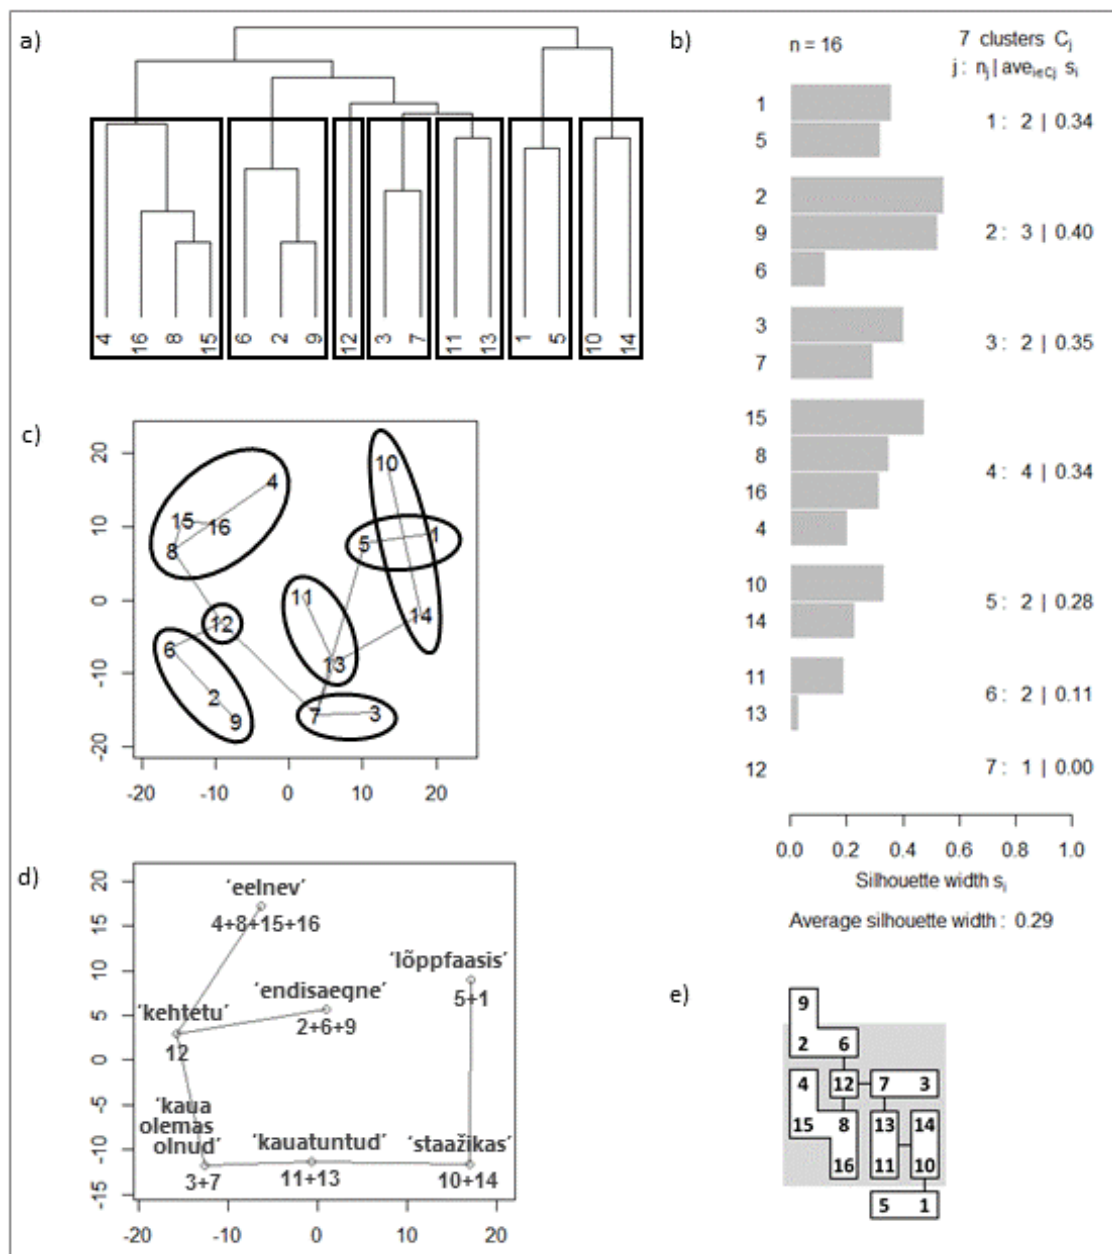 a)
4 16 8 15 6 2 9 12 3 7 11 13 1 5 10 14
b)
n = 16
7 clusters Cj
j : nj | avei∈Cj si
1
5
1 : 2 | 0.34
2
9
6
2 : 3 | 0.40
3
7
3 : 2 | 0.35
15
8
16
4
4 : 4 | 0.34
10
14
5 : 2 | 0.28
11
13
6 : 2 | 0.11
12
7 : 1 | 0.00
0.0 0.2 0.4 0.6 0.8 1.0
Silhouette width si
Average silhouette width : 0.29
c)
20
10
0
-10
-20
10
4
15
16
8
5
1
11
14
12
13
6
2
9
7
3
-20 -10 0 10 20
d)
20
15
10
5
0
-5
-10
-15
'eelnev'
4+8+15+16
'lõppfaasis'
5+1
'endisaegne'
2+6+9
'kehtetu'
12
'kaua
olemas
olnud'
3+7
'kauatuntud'
11+13
'staažikas'
10+14
-20 -10 0 10 20
e)
9
2 6
4 12 7 3
15 8 13 14
16 11 10
5 1